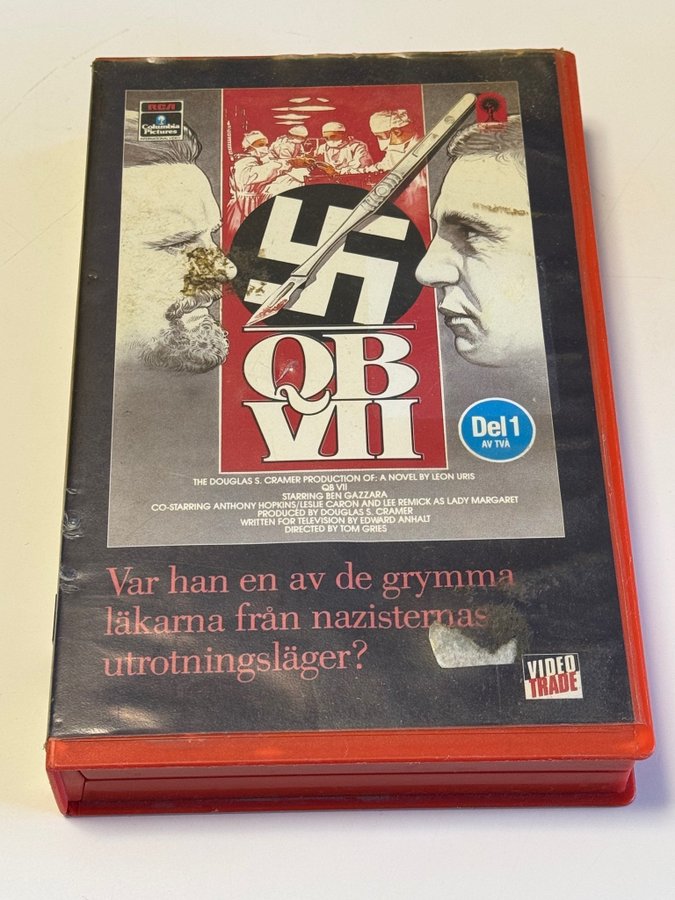 RCA
Columbia
Pictures
INTERNATIONAL VIDEO
QB
VII
Del 1
AV TVÅ
THE DOUGLAS S. CRAMER PRODUCTION OF: A NOVEL BY LEON URIS
QB VII
STARRING BEN GAZZARA
CO-STARRING ANTHONY HOPKINS/LESLIE CARON AND LEE REMICK AS LADY MARGARET
PRODUCED BY DOUGLAS S. CRAMER
WRITTEN FOR TELEVISION BY EDWARD ANHALT
DIRECTED BY TOM GRIES
Var han en av de grymma
läkarna från nazisternas
utrotningsläger?
VIDEO
TRADE